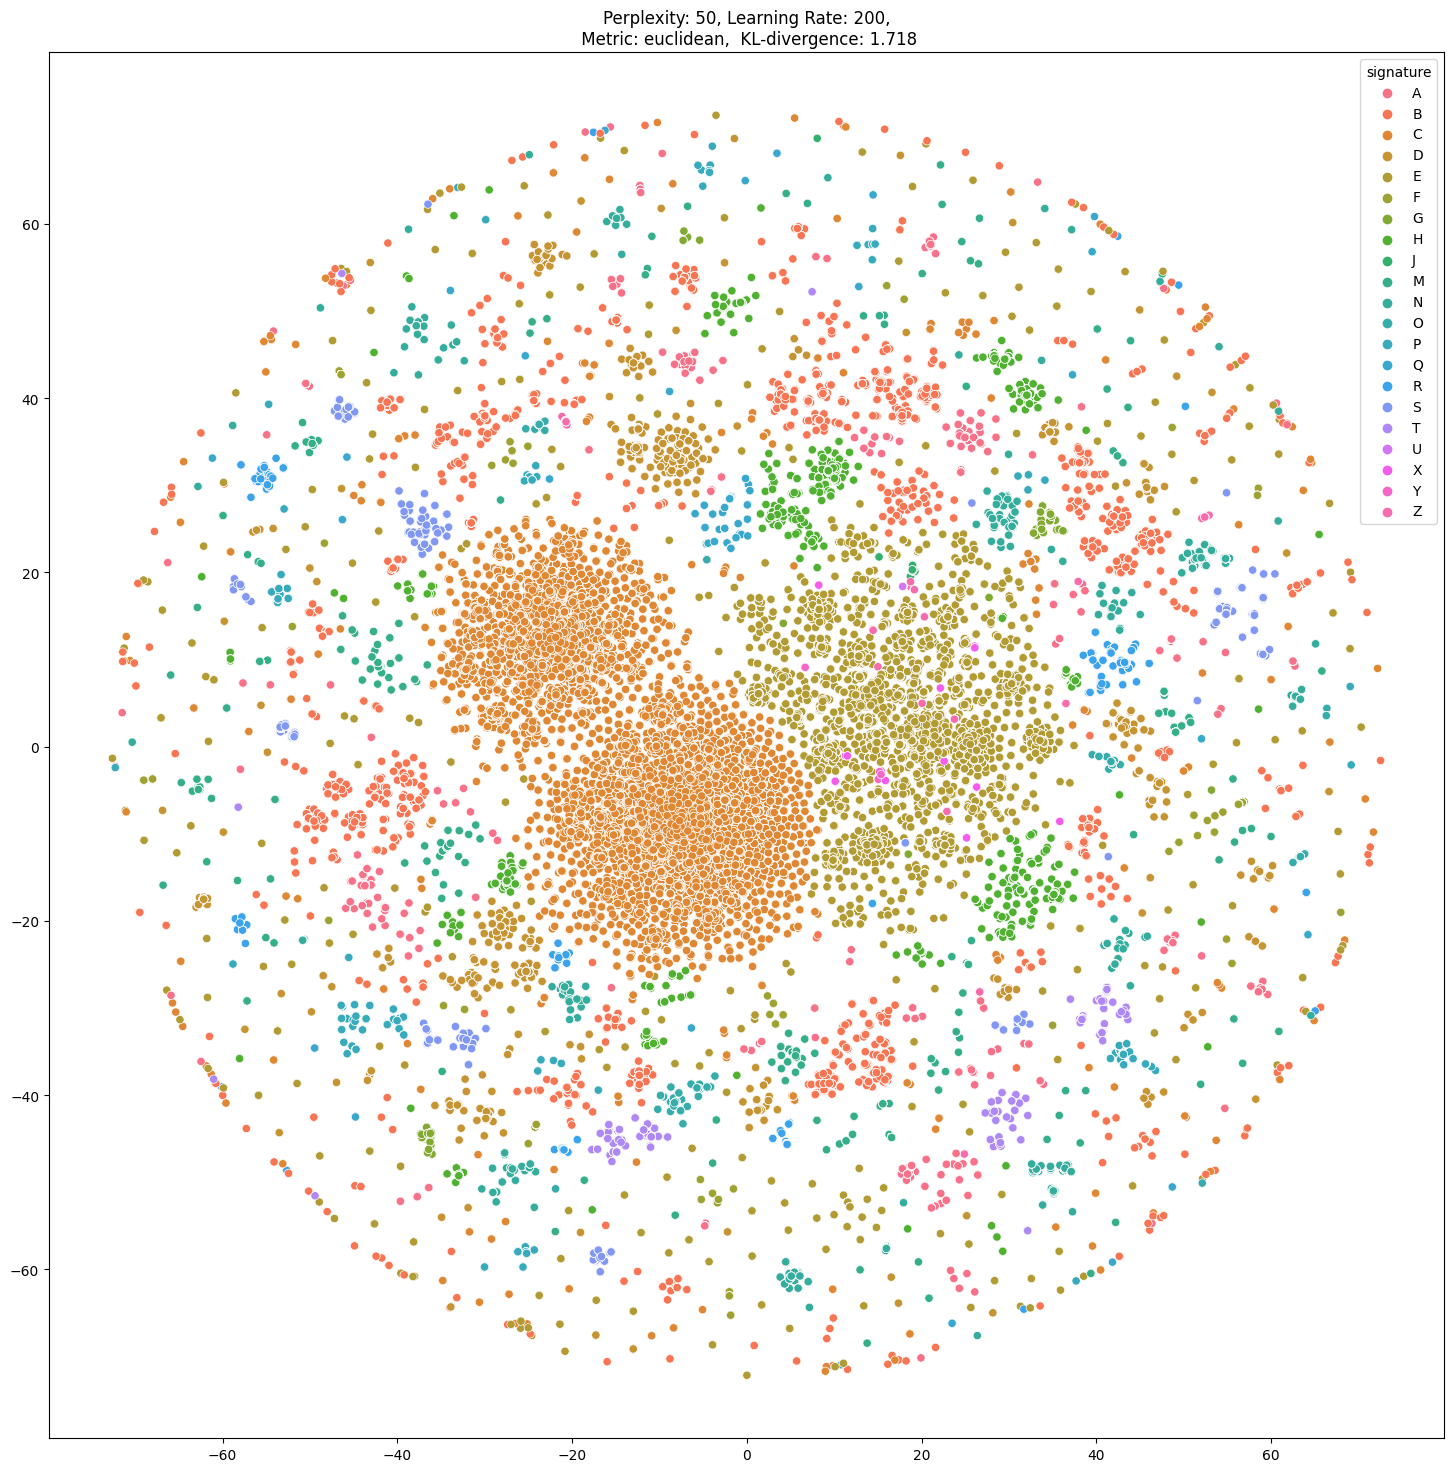 Perplexity: 50, Learning Rate: 200,
Metric: euclidean, KL-divergence: 1.718
signature
A
B
C
D
E
F
G
H
J
M
N
O
P
Q
R
S
T
U
X
Y
Z
60
40
20
0
−20
−40
−60
−60 −40 −20 0 20 40 60